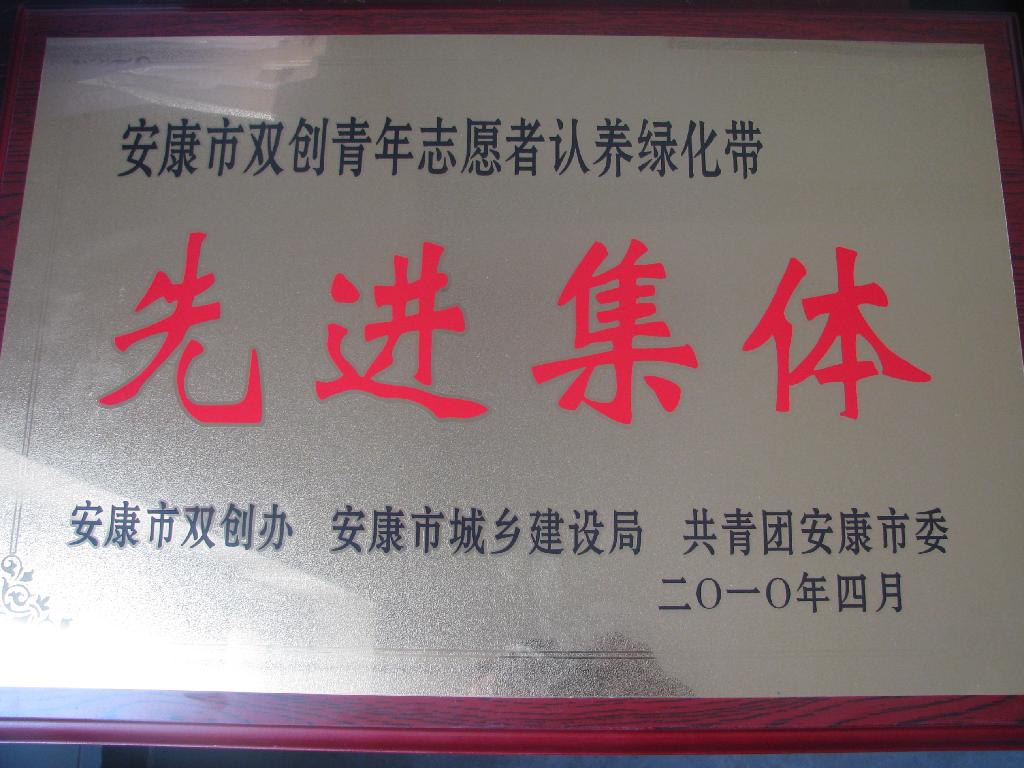 安康市双创青年志愿者认养绿化带
先进集体
安康市双创办 安康市城乡建设局 共青团安康市委
二〇一〇年四月